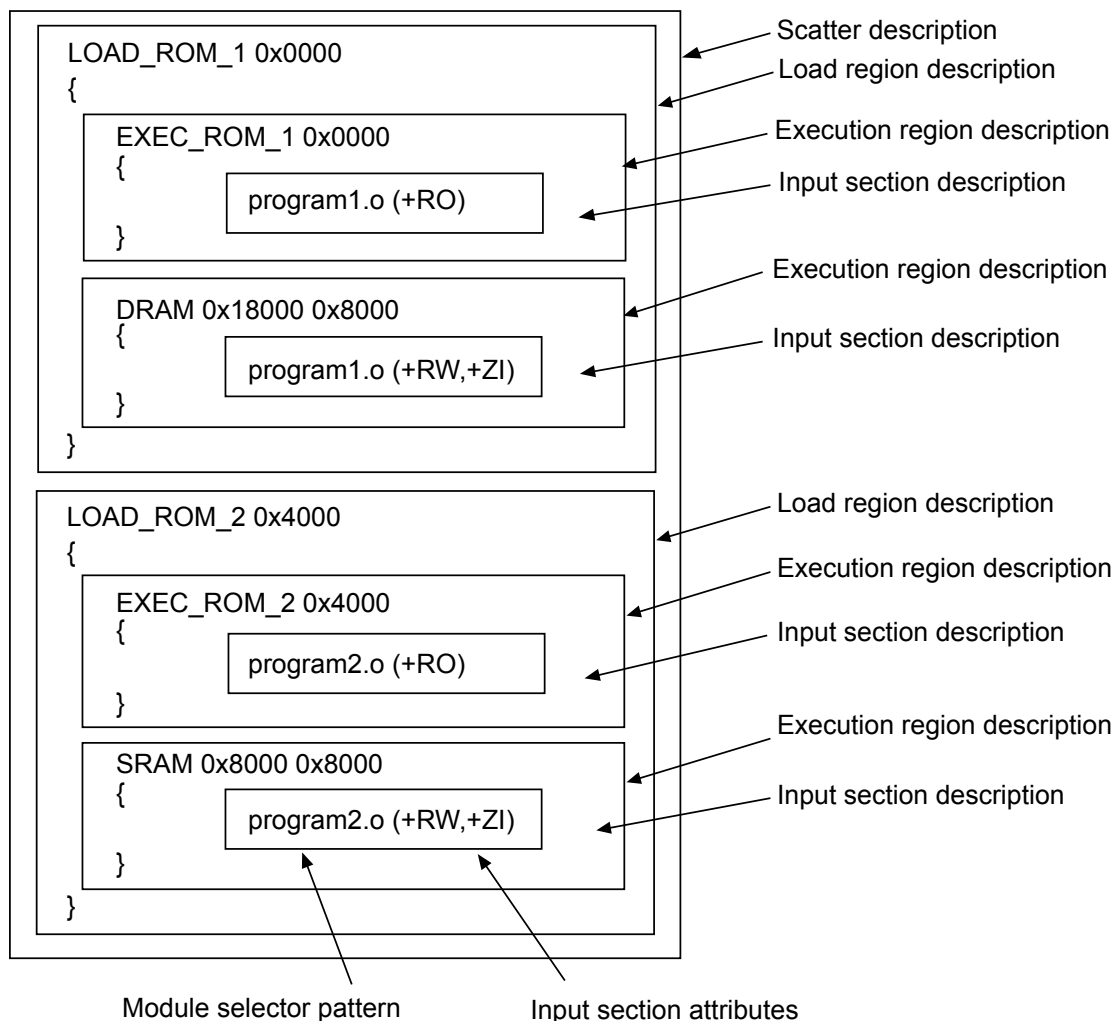 Scatter description
LOAD_ROM_1 0x0000
Load region description
{
EXEC_ROM_1 0x0000
Execution region description
{
program1.o (+RO)
Input section description
}
DRAM 0x18000 0x8000
Execution region description
{
program1.o (+RW,+ZI)
Input section description
}
}
LOAD_ROM_2 0x4000
Load region description
{
EXEC_ROM_2 0x4000
Execution region description
{
program2.o (+RO)
Input section description
}
SRAM 0x8000 0x8000
Execution region description
{
program2.o (+RW,+ZI)
Input section description
}
}
Module selector pattern
Input section attributes